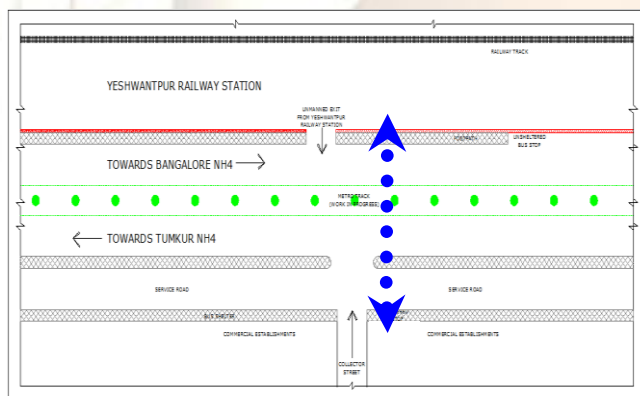 RAILWAY TRACK
YESHWANTPUR RAILWAY STATION
UNMANNED EXIT
FROM YESHWANTPUR
RAILWAY STATION
FOOTPATH
UNSHELTERED
BUS STOP
TOWARDS BANGALORE NH4
METRO TRACK
(WORK IN PROGRESS)
TOWARDS TUMKUR NH4
SERVICE ROAD
SERVICE ROAD
BUS SHELTER
COMMERCIAL ESTABLISHMENTS
COMMERCIAL ESTABLISHMENTS
COLLECTOR
STREET